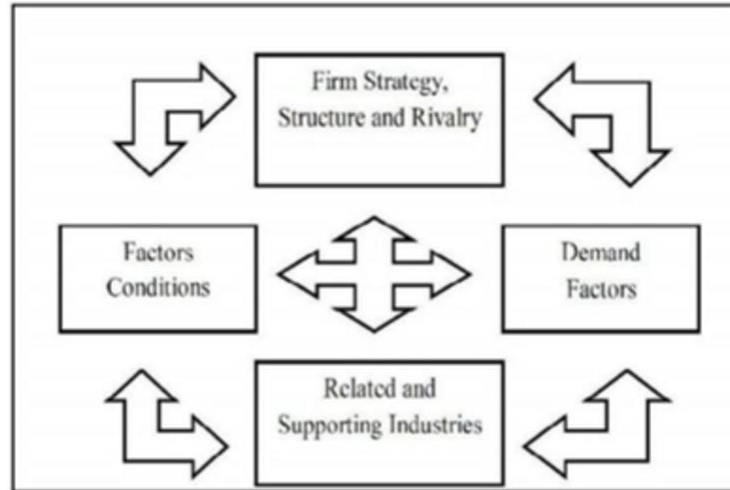 Firm Strategy,
Structure and Rivalry
Factors
Conditions
Demand
Factors
Related and
Supporting Industries